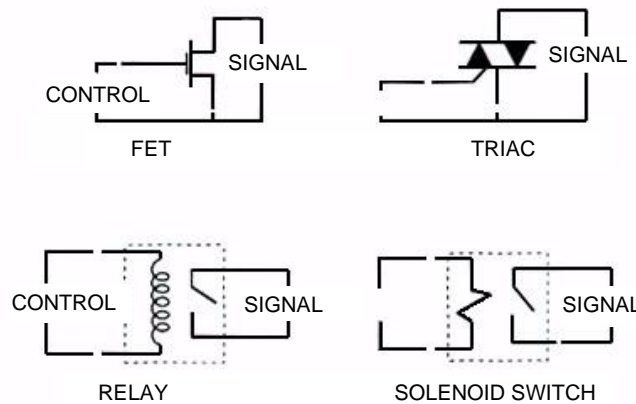 SIGNAL
SIGNAL
CONTROL
FET
TRIAC
CONTROL
SIGNAL
SIGNAL
RELAY
SOLENOID SWITCH